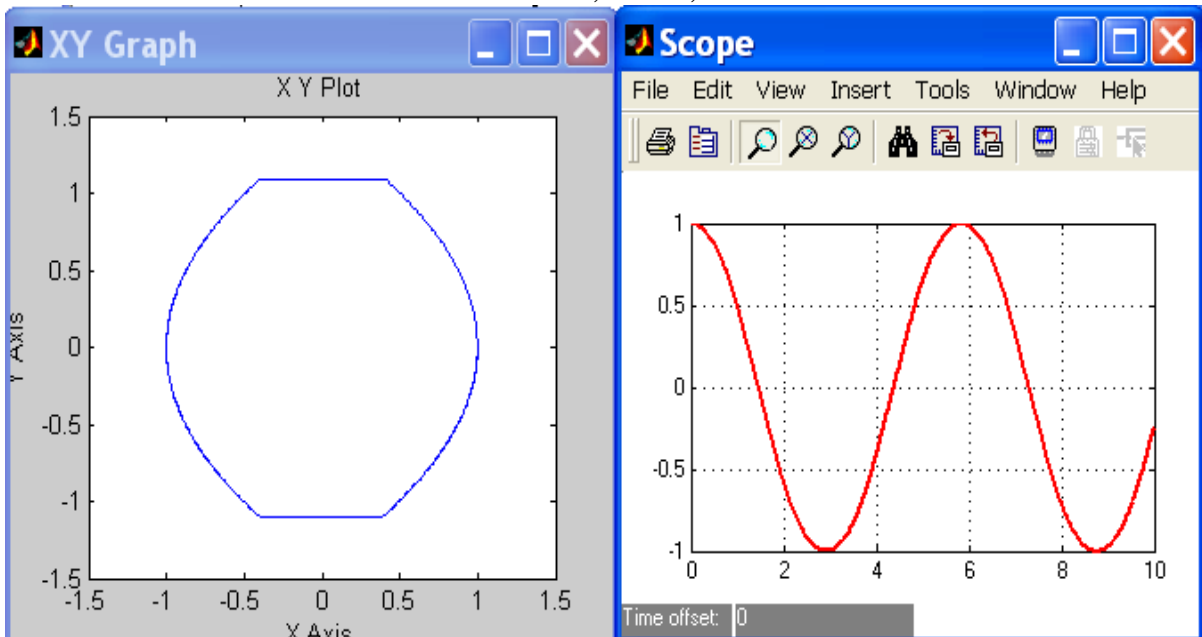 XY Graph
X Y Plot
1.5
1
0.5
0
-0.5
-1
-1.5
Y Axis
-1.5 -1 -0.5 0 0.5 1 1.5
X Axis
Scope
File Edit View Insert Tools Window Help
1
0.5
0
-0.5
-1
0 2 4 6 8 10
Time offset: 0